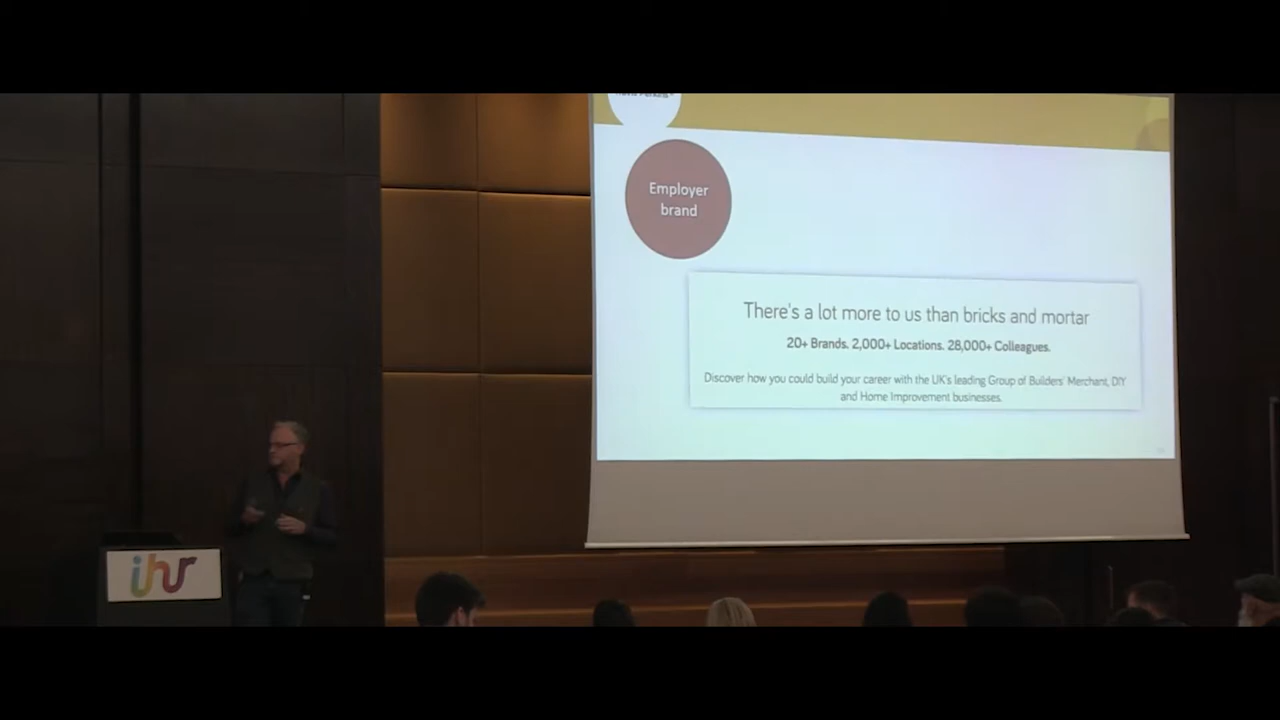 Employer
brand
There's a lot more to us than bricks and mortar
20+ Brands. 2,000+ Locations. 28,000+ Colleagues.
Discover how you could build your career with the UK's leading Group of Builders' Merchant, DIY
and Home Improvement businesses.
ihr